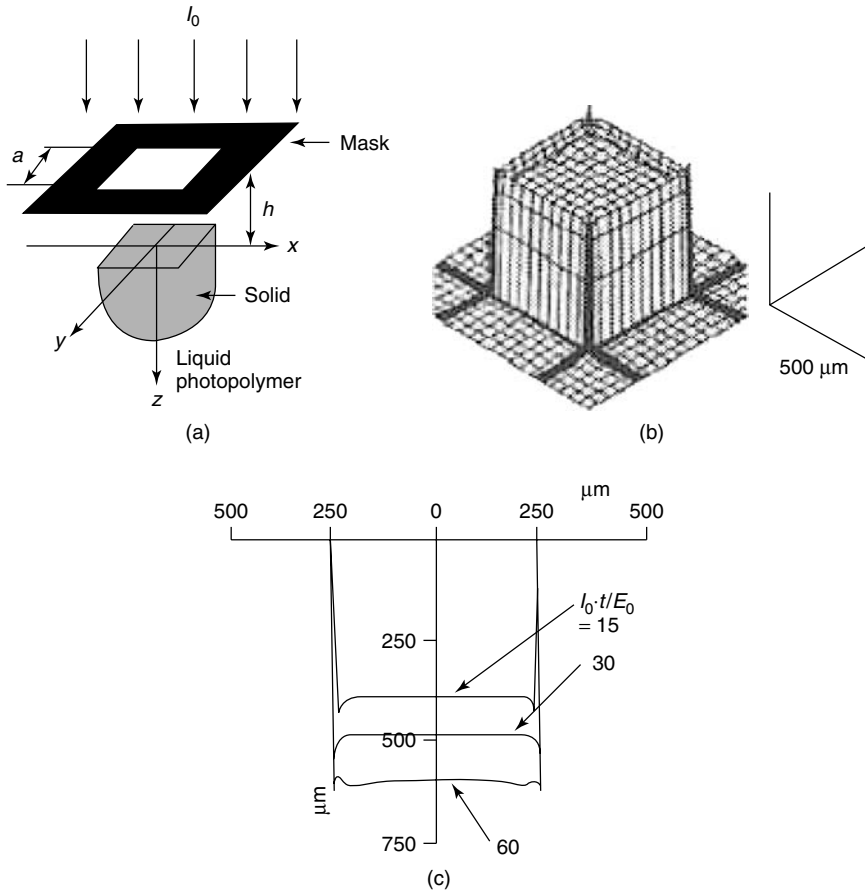 I₀
Mask
a
h
x
Solid
y
Liquid
photopolymer
z
(a)
500 μm
(b)
μm
500 250 0 250 500
I₀·t/E₀
= 15
250
30
500
μm
60
750
(c)